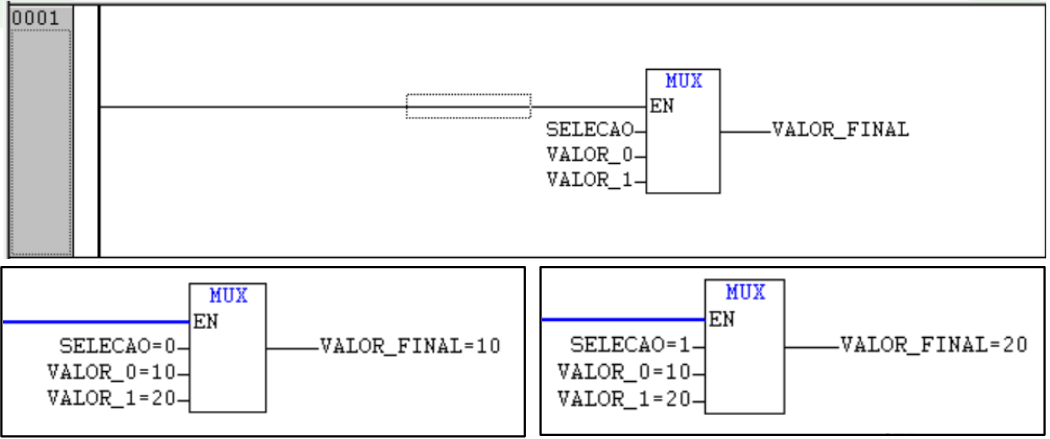 0001
MUX
EN
SELECAO
VALOR_FINAL
VALOR_0
VALOR_1
MUX
EN
SELECAO=0
VALOR_FINAL=10
VALOR_0=10
VALOR_1=20
MUX
EN
SELECAO=1
VALOR_FINAL=20
VALOR_0=10
VALOR_1=20